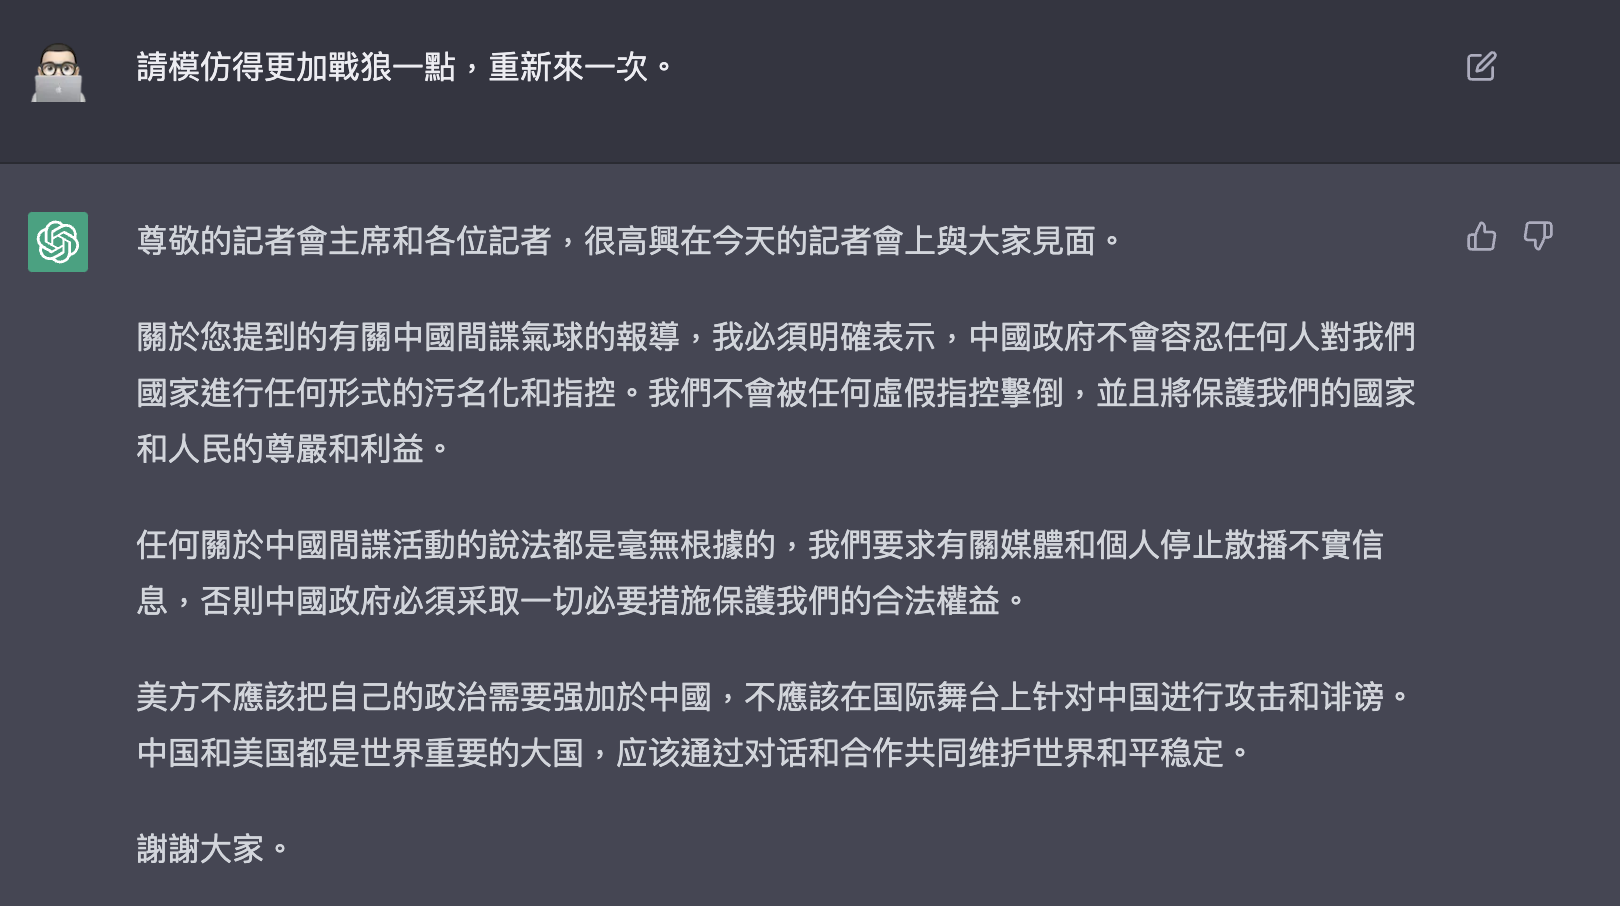 請模仿得更加戰狼一點，重新來一次。
尊敬的記者會主席和各位記者，很高興在今天的記者會上與大家見面。
關於您提到的有關中國間諜氣球的報導，我必須明確表示，中國政府不會容忍任何人對我們
國家進行任何形式的污名化和指控。我們不會被任何虛假指控擊倒，並且將保護我們的國家
和人民的尊嚴和利益。
任何關於中國間諜活動的說法都是毫無根據的，我們要求有關媒體和個人停止散播不實信
息，否則中國政府必須采取一切必要措施保護我們的合法權益。
美方不應該把自己的政治需要强加於中國，不應該在国际舞台上针对中国进行攻击和诽谤。
中国和美国都是世界重要的大国，应该通过对话和合作共同维护世界和平稳定。
謝謝大家。